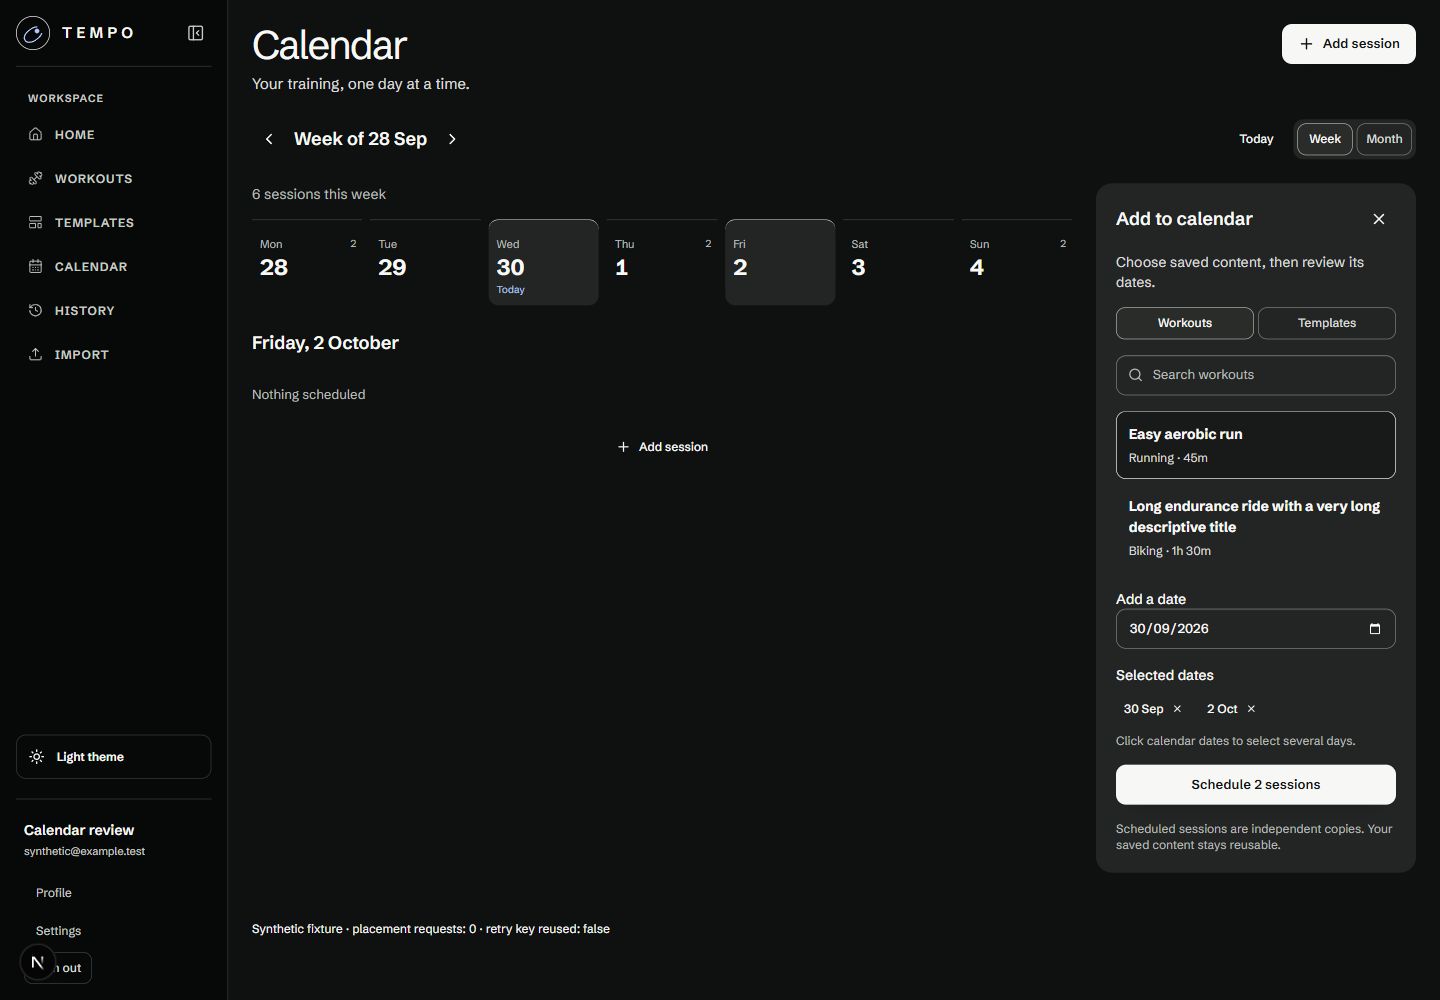 TEMPO
WORKSPACE
HOME
WORKOUTS
TEMPLATES
CALENDAR
HISTORY
IMPORT
Light theme
Calendar review
synthetic@example.test
Profile
Settings
N
out
Calendar
Your training, one day at a time.
Add session
Week of 28 Sep
Today
Week
Month
6 sessions this week
Mon 2
28
Tue
29
Wed
30
Today
Thu 2
1
Fri
2
Sat
3
Sun 2
4
Friday, 2 October
Nothing scheduled
Add session
Synthetic fixture · placement requests: 0 · retry key reused: false
Add to calendar
Choose saved content, then review its
dates.
Workouts
Templates
Search workouts
Easy aerobic run
Running · 45m
Long endurance ride with a very long
descriptive title
Biking · 1h 30m
Add a date
30/09/2026
Selected dates
30 Sep ×
2 Oct ×
Click calendar dates to select several days.
Schedule 2 sessions
Scheduled sessions are independent copies. Your
saved content stays reusable.